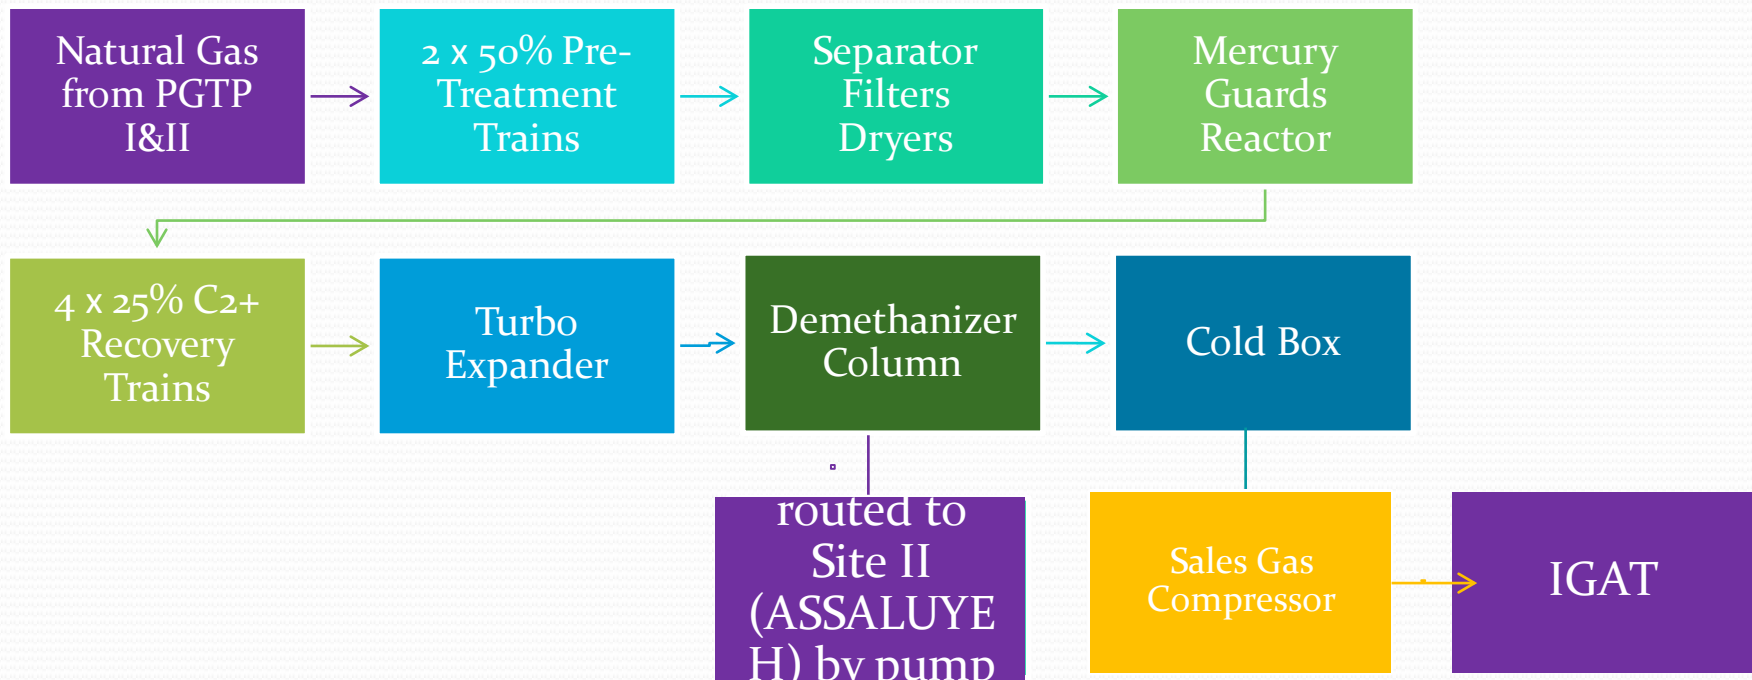 Natural Gas
from PGTP
I&II
2 x 50% Pre-
Treatment
Trains
Separator
Filters
Dryers
Mercury
Guards
Reactor
4 x 25% C2+
Recovery
Trains
Turbo
Expander
Demethanizer
Column
Cold Box
routed to
Site II
(ASSALUYE
H) by pump
Sales Gas
Compressor
IGAT